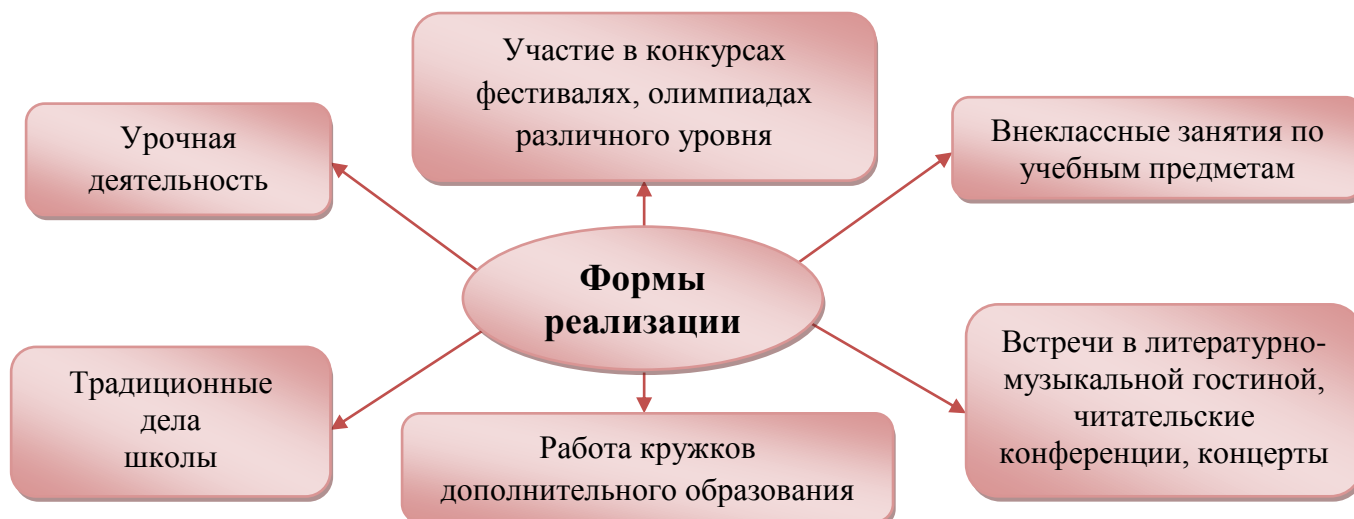 Участие в конкурсах
фестивалях, олимпиадах
различного уровня
Урочная
деятельность
Внеклассные занятия по
учебным предметам
Формы
реализации
Традиционные
дела
школы
Работа кружков
дополнительного образования
Встречи в литературно-
музыкальной гостиной,
читательские
конференции, концерты